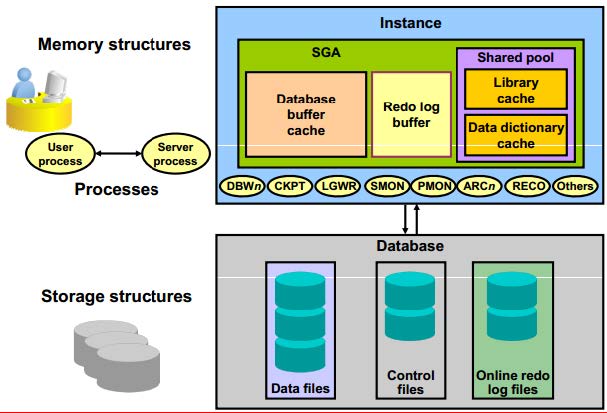 Memory structures
Instance
SGA
Shared pool
Database
buffer
cache
Redo log
buffer
Library
cache
Data dictionary
cache
User
process
Server
process
Processes
DBWn
CKPT
LGWR
SMON
PMON
ARCn
RECO
Others
Database
Storage structures
Data files
Control
files
Online redo
log files